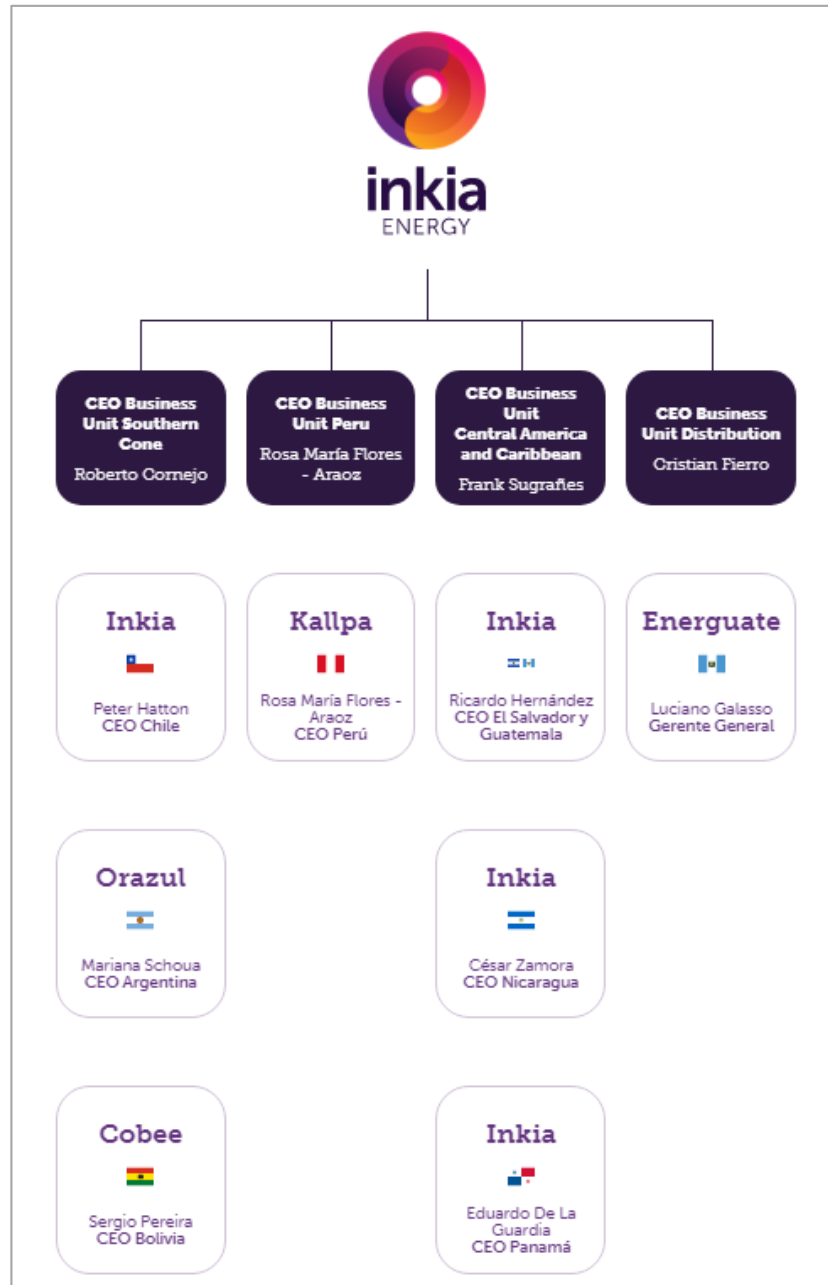 inkia
ENERGY
CEO Business
Unit Southern
Cone
Roberto Cornejo
CEO Business
Unit Peru
Rosa María Flores
- Araoz
CEO Business
Unit
Central America
and Caribbean
Frank Sugrañes
CEO Business
Unit Distribution
Cristian Fierro
Inkia
Peter Hatton
CEO Chile
Kallpa
Rosa María Flores -
Araoz
CEO Perú
Inkia
Ricardo Hernández
CEO El Salvador y
Guatemala
Energuate
Luciano Galasso
Gerente General
Orazul
Mariana Schoua
CEO Argentina
Inkia
César Zamora
CEO Nicaragua
Cobee
Sergio Pereira
CEO Bolivia
Inkia
Eduardo De La
Guardia
CEO Panamá